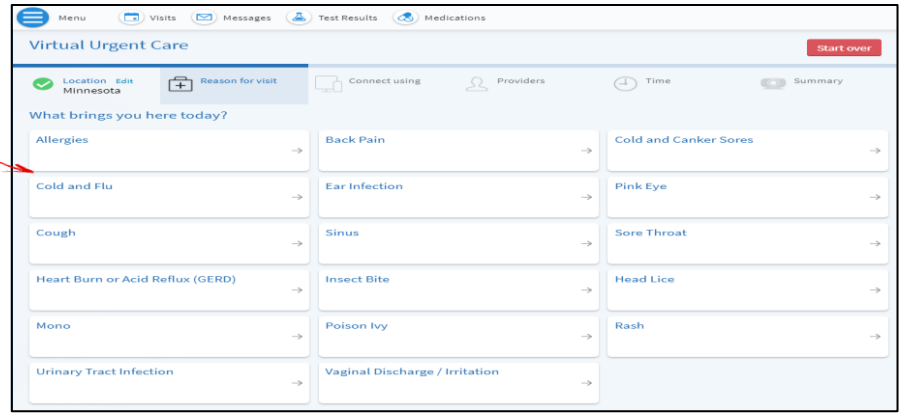 Menu Visits Messages Test Results Medications
Virtual Urgent Care Start over
Location Edit Reason for visit Connect using Providers Time Summary
Minnesota
What brings you here today?
Allergies Back Pain Cold and Canker Sores
Cold and Flu Ear Infection Pink Eye
Cough Sinus Sore Throat
Heart Burn or Acid Reflux (GERD) Insect Bite Head Lice
Mono Poison Ivy Rash
Urinary Tract Infection Vaginal Discharge / Irritation